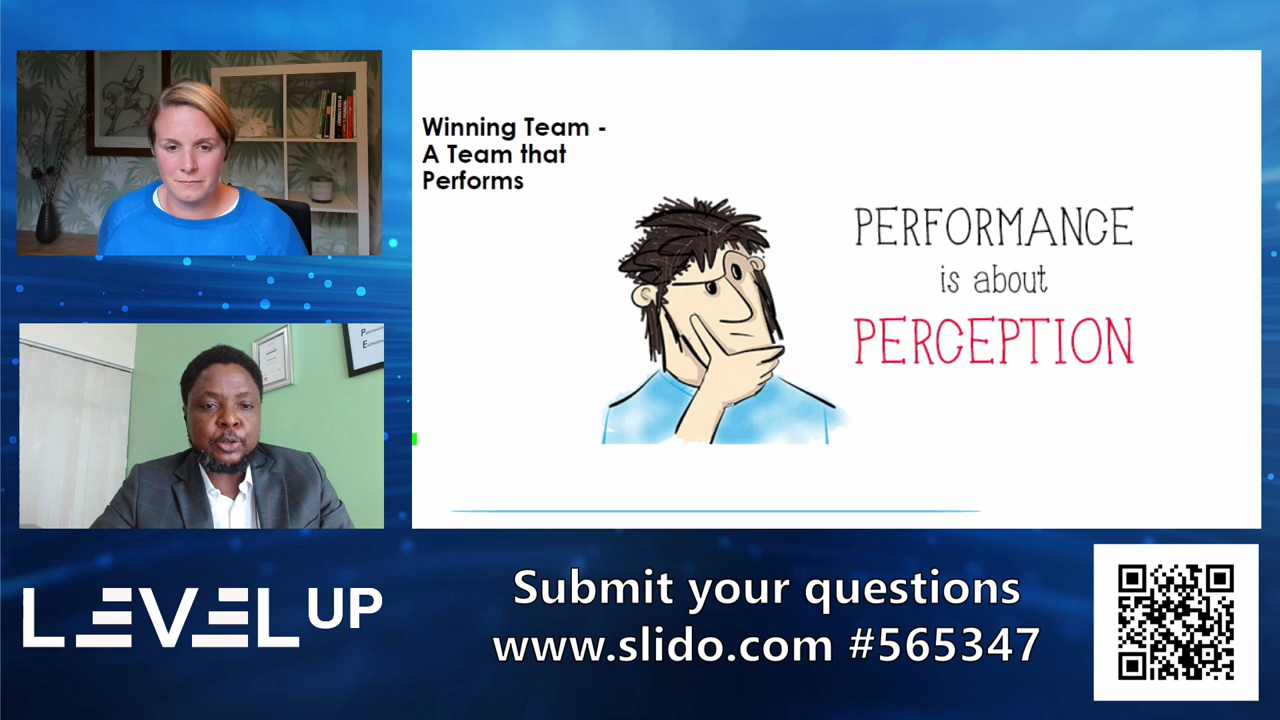 Winning Team -
A Team that
Performs
PERFORMANCE
is about
PERCEPTION
LEVEL UP
Submit your questions
www.slido.com #565347